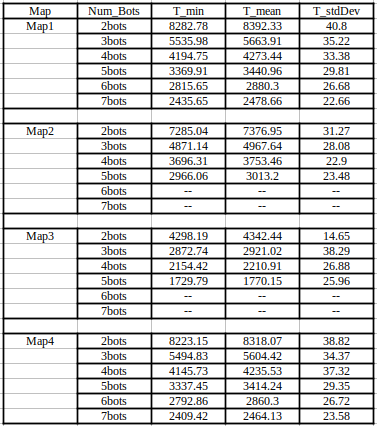 Map Num_Bots T_min T_mean T_stdDev
Map1 2bots 8282.78 8392.33 40.8
3bots 5535.98 5663.91 35.22
4bots 4194.75 4273.44 33.38
5bots 3369.91 3440.96 29.81
6bots 2815.65 2880.3 26.68
7bots 2435.65 2478.66 22.66
Map2 2bots 7285.04 7376.95 31.27
3bots 4871.14 4967.64 28.08
4bots 3696.31 3753.46 22.9
5bots 2966.06 3013.2 23.48
6bots -- -- --
7bots -- -- --
Map3 2bots 4298.19 4342.44 14.65
3bots 2872.74 2921.02 38.29
4bots 2154.42 2210.91 26.88
5bots 1729.79 1770.15 25.96
6bots -- -- --
7bots -- -- --
Map4 2bots 8223.15 8318.07 38.82
3bots 5494.83 5604.42 34.37
4bots 4145.73 4235.53 37.32
5bots 3337.45 3414.24 29.35
6bots 2792.86 2860.3 26.72
7bots 2409.42 2464.13 23.58